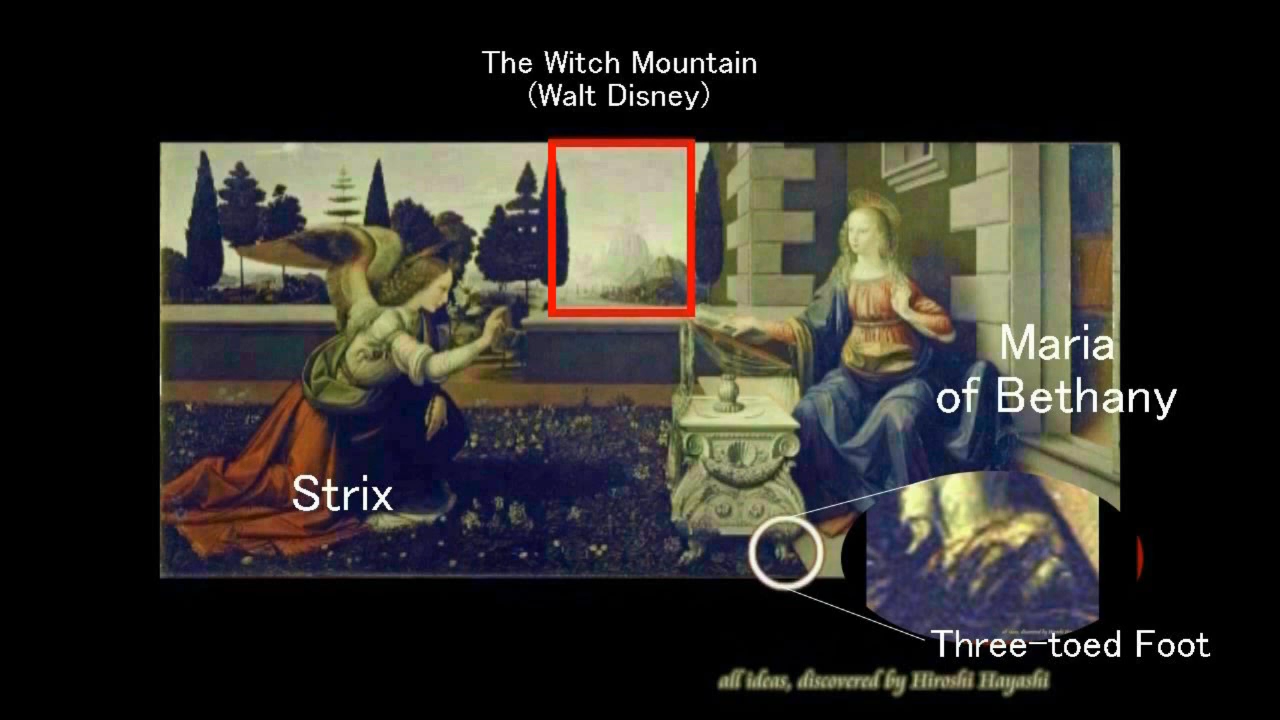 The Witch Mountain
(Walt Disney)
Maria
of Bethany
Strix
Three-toed Foot
all ideas, discovered by Hiroshi Hayashi